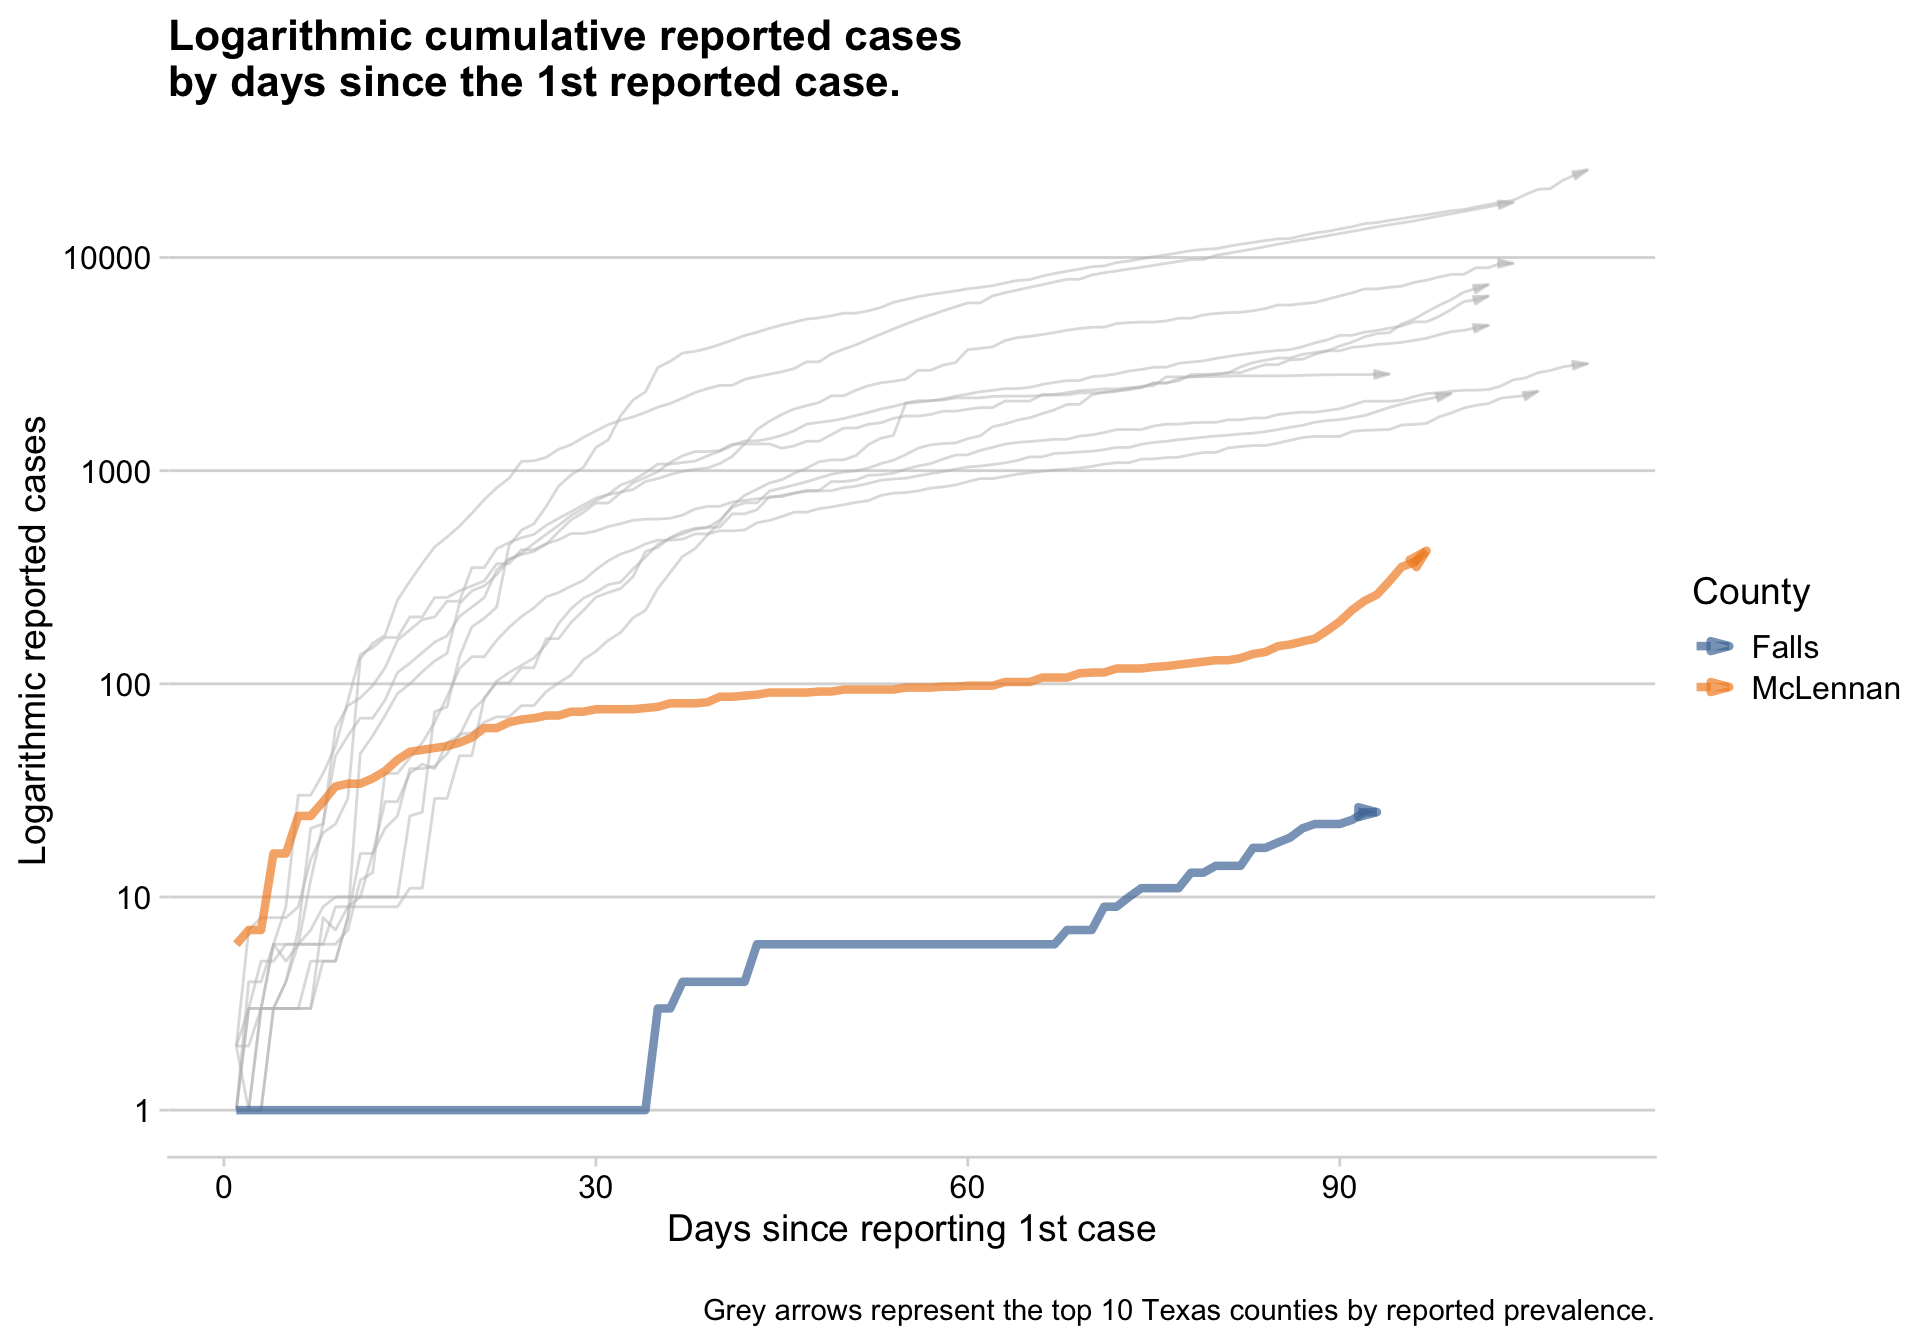 Logarithmic cumulative reported cases
by days since the 1st reported case.
Logarithmic reported cases
10000
1000
100
10
1
0
30
60
90
Days since reporting 1st case
County
Falls
McLennan
Grey arrows represent the top 10 Texas counties by reported prevalence.